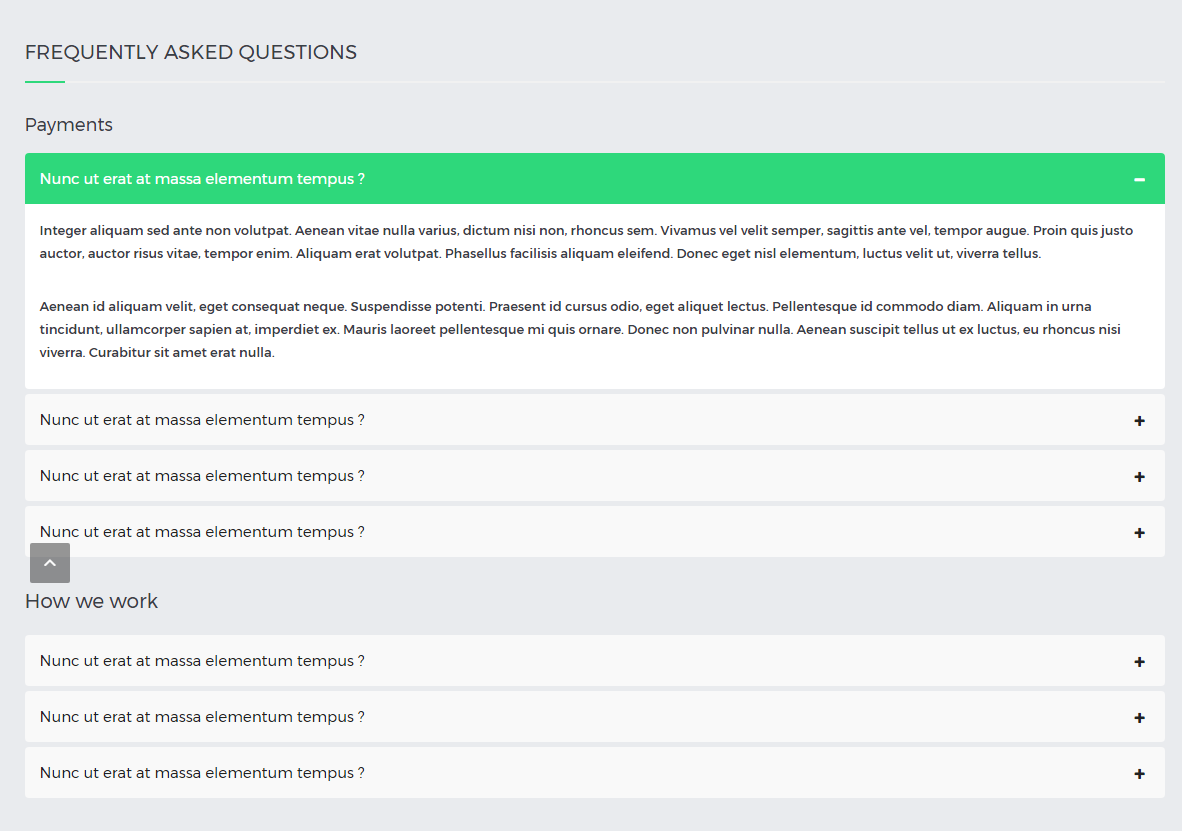 FREQUENTLY ASKED QUESTIONS
Payments
Nunc ut erat at massa elementum tempus ?
Integer aliquam sed ante non volutpat. Aenean vitae nulla varius, dictum nisi non, rhoncus sem. Vivamus vel velit semper, sagittis ante vel, tempor augue. Proin quis justo
auctor, auctor risus vitae, tempor enim. Aliquam erat volutpat. Phasellus facilisis aliquam eleifend. Donec eget nisl elementum, luctus velit ut, viverra tellus.
Aenean id aliquam velit, eget consequat neque. Suspendisse potenti. Praesent id cursus odio, eget aliquet lectus. Pellentesque id commodo diam. Aliquam in urna
tincidunt, ullamcorper sapien at, imperdiet ex. Mauris laoreet pellentesque mi quis ornare. Donec non pulvinar nulla. Aenean suscipit tellus ut ex luctus, eu rhoncus nisi
viverra. Curabitur sit amet erat nulla.
Nunc ut erat at massa elementum tempus ?
Nunc ut erat at massa elementum tempus ?
Nunc ut erat at massa elementum tempus ?
How we work
Nunc ut erat at massa elementum tempus ?
Nunc ut erat at massa elementum tempus ?
Nunc ut erat at massa elementum tempus ?